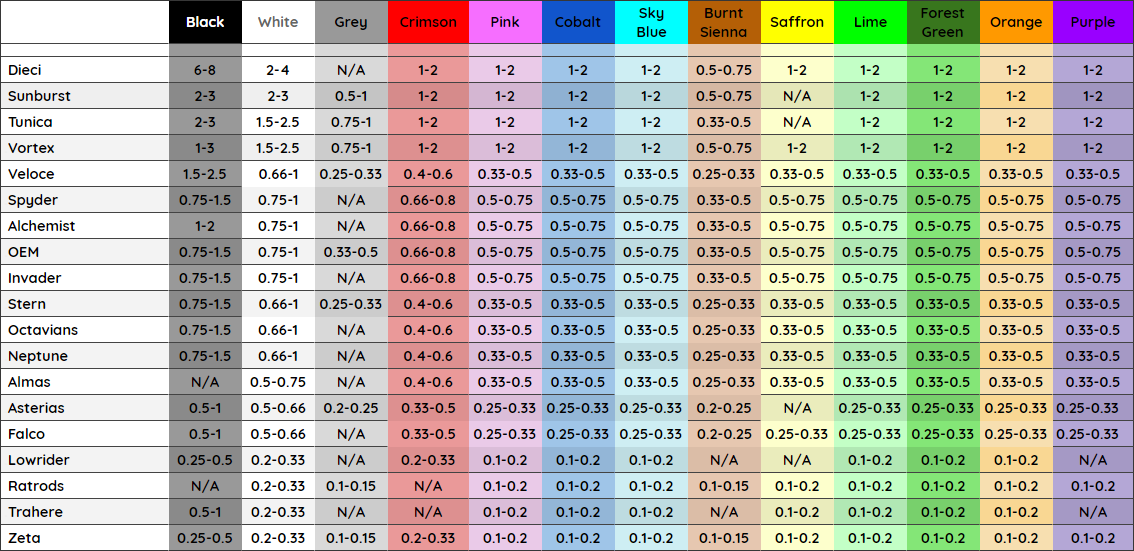 Black White Grey Crimson Pink Cobalt Sky Blue Burnt Sienna Saffron Lime Forest Green Orange Purple
Dieci 6-8 2-4 N/A 1-2 1-2 1-2 1-2 0.5-0.75 1-2 1-2 1-2 1-2 1-2
Sunburst 2-3 2-3 0.5-1 1-2 1-2 1-2 1-2 0.5-0.75 N/A 1-2 1-2 1-2 1-2
Tunica 2-3 1.5-2.5 0.75-1 1-2 1-2 1-2 1-2 0.33-0.5 N/A 1-2 1-2 1-2 1-2
Vortex 1-3 1.5-2.5 0.75-1 1-2 1-2 1-2 1-2 0.5-0.75 1-2 1-2 1-2 1-2 1-2
Veloce 1.5-2.5 0.66-1 0.25-0.33 0.4-0.6 0.33-0.5 0.33-0.5 0.33-0.5 0.33-0.5 0.33-0.5 0.33-0.5 0.33-0.5 0.33-0.5 0.33-0.5
Spyder 0.75-1.5 0.75-1 N/A 0.66-0.8 0.5-0.75 0.5-0.75 0.5-0.75 0.33-0.5 0.5-0.75 0.5-0.75 0.5-0.75 0.5-0.75 0.5-0.75
Alchemist 1-2 0.75-1 N/A 0.66-0.8 0.5-0.75 0.5-0.75 0.5-0.75 0.33-0.5 0.5-0.75 0.5-0.75 0.5-0.75 0.5-0.75 0.5-0.75
OEM 0.75-1.5 0.75-1 0.33-0.5 0.66-0.8 0.5-0.75 0.5-0.75 0.5-0.75 0.33-0.5 0.5-0.75 0.5-0.75 0.5-0.75 0.5-0.75 0.5-0.75
Invader 0.75-1.5 0.75-1 N/A 0.66-0.8 0.5-0.75 0.5-0.75 0.5-0.75 0.33-0.5 0.5-0.75 0.5-0.75 0.5-0.75 0.5-0.75 0.5-0.75
Stern 0.75-1.5 0.66-1 0.25-0.33 0.4-0.6 0.33-0.5 0.33-0.5 0.33-0.5 0.25-0.33 0.33-0.5 0.33-0.5 0.33-0.5 0.33-0.5 0.33-0.5
Octavians 0.75-1.5 0.66-1 N/A 0.4-0.6 0.33-0.5 0.33-0.5 0.33-0.5 0.25-0.33 0.33-0.5 0.33-0.5 0.33-0.5 0.33-0.5 0.33-0.5
Neptune 0.75-1.5 0.66-1 N/A 0.4-0.6 0.33-0.5 0.33-0.5 0.33-0.5 0.25-0.33 0.33-0.5 0.33-0.5 0.33-0.5 0.33-0.5 0.33-0.5
Almas N/A 0.5-0.75 N/A 0.4-0.6 0.33-0.5 0.33-0.5 0.33-0.5 0.25-0.33 0.33-0.5 0.33-0.5 0.33-0.5 0.33-0.5 0.33-0.5
Asterias 0.5-1 0.5-0.66 0.2-0.25 0.33-0.5 0.25-0.33 0.25-0.33 0.25-0.33 0.2-0.25 N/A 0.25-0.33 0.25-0.33 0.25-0.33 0.25-0.33
Falco 0.5-1 0.5-0.66 N/A 0.33-0.5 0.25-0.33 0.25-0.33 0.25-0.33 0.2-0.25 0.25-0.33 0.25-0.33 0.25-0.33 0.25-0.33 0.25-0.33
Lowrider 0.25-0.5 0.2-0.33 N/A 0.2-0.33 0.1-0.2 0.1-0.2 0.1-0.2 N/A N/A 0.1-0.2 0.1-0.2 0.1-0.2 N/A
Ratrods N/A 0.2-0.33 0.1-0.15 N/A 0.1-0.2 0.1-0.2 0.1-0.2 0.1-0.15 0.1-0.2 0.1-0.2 0.1-0.2 0.1-0.2 0.1-0.2
Trahere 0.5-1 0.2-0.33 N/A N/A 0.1-0.2 0.1-0.2 0.1-0.2 N/A 0.1-0.2 0.1-0.2 0.1-0.2 0.1-0.2 N/A
Zeta 0.25-0.5 0.2-0.33 0.1-0.15 0.2-0.33 0.1-0.2 0.1-0.2 0.1-0.2 0.1-0.15 0.1-0.2 0.1-0.2 0.1-0.2 0.1-0.2 0.1-0.2